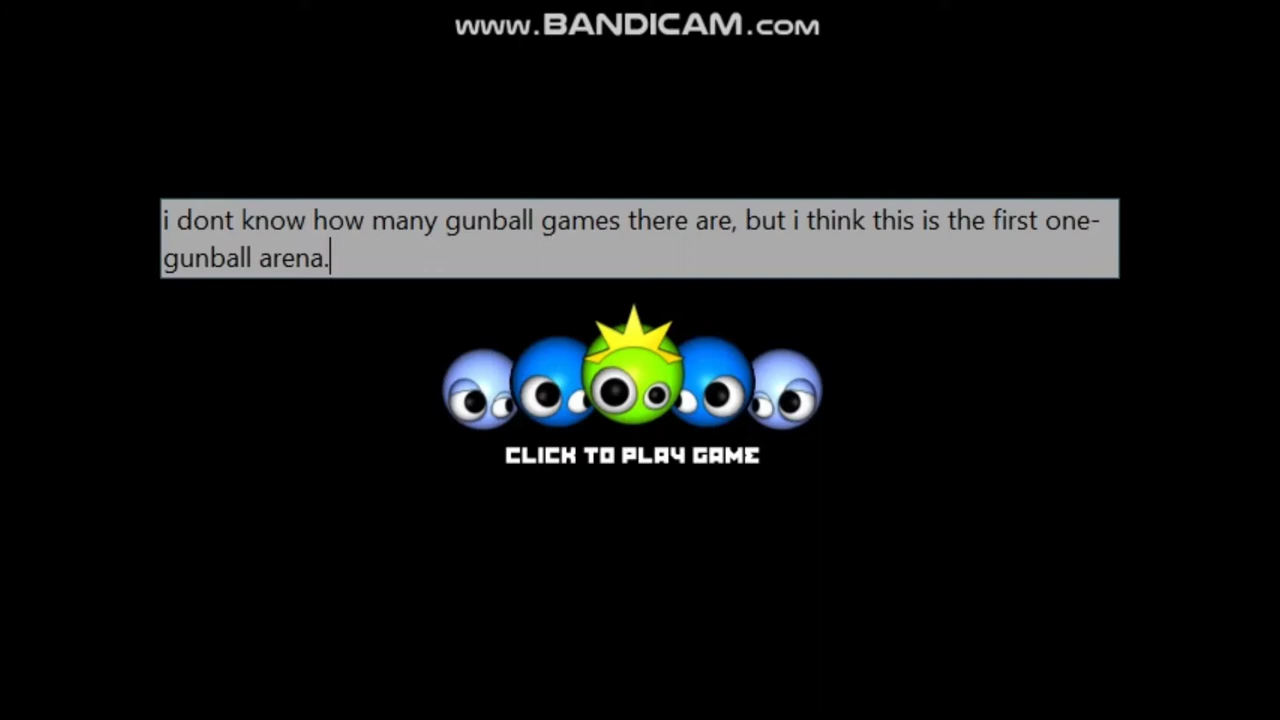 www.BANDICAM.com
i dont know how many gunball games there are, but i think this is the first one-
gunball arena.
CLICK TO PLAY GAME